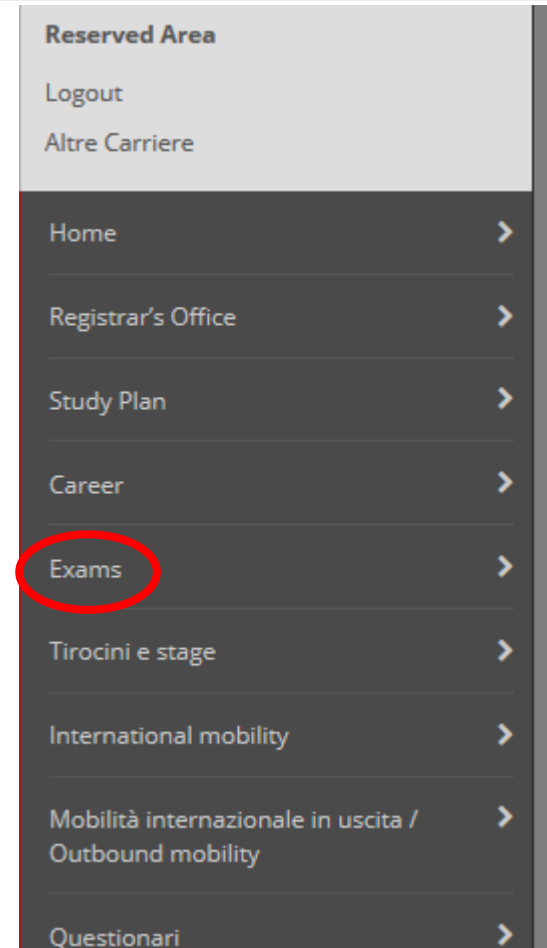 Reserved Area
Logout
Altre Carriere
Home
Registrar's Office
Study Plan
Career
Exams
Tirocini e stage
International mobility
Mobilità internazionale in uscita /
Outbound mobility
Questionari